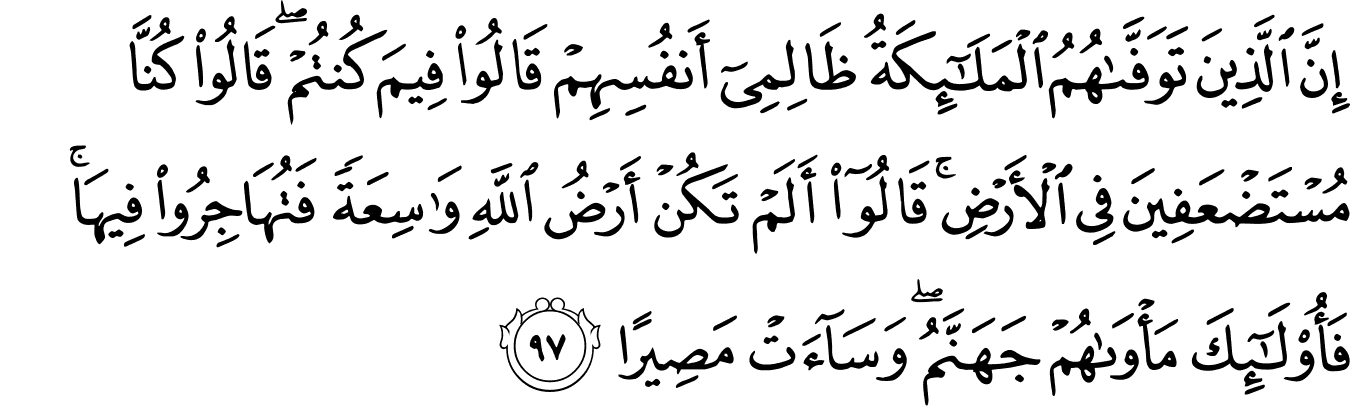 إِنَّ ٱلَّذِينَ تَوَفَّىٰهُمُ ٱلْمَلَـٰٓئِكَةُ ظَالِمِىٓ أَنفُسِهِمْ قَالُوا۟ فِيمَ كُنتُمْ ۖ قَالُوا۟ كُنَّا
مُسْتَضْعَفِينَ فِى ٱلْأَرْضِ ۚ قَالُوٓا۟ أَلَمْ تَكُنْ أَرْضُ ٱللَّهِ وَٰسِعَةً فَتُهَاجِرُوا۟ فِيهَا ۚ
فَأُو۟لَـٰٓئِكَ مَأْوَىٰهُمْ جَهَنَّمُ ۖ وَسَآءَتْ مَصِيرًا ٩٧